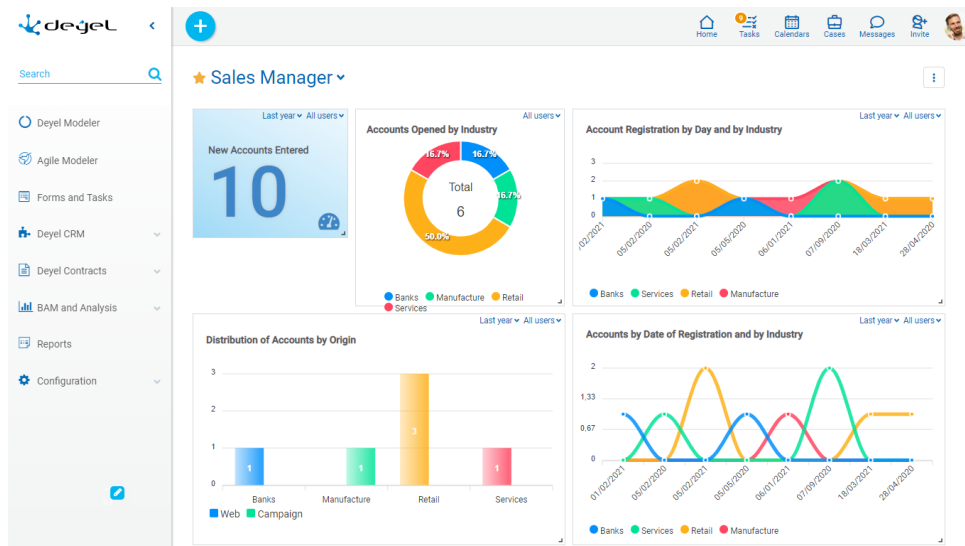 deyel
Search
Deyel Modeler
Agile Modeler
Forms and Tasks
Deyel CRM
Deyel Contracts
BAM and Analysis
Reports
Configuration
9
Home
Tasks
Calendars
Cases
Messages
Invite
Sales Manager
Last year All users
New Accounts Entered
10
All users
Accounts Opened by Industry
16.7%
16.7%
16.7%
50.0%
Total
6
Banks Manufacture Retail
Services
Last year All users
Account Registration by Day and by Industry
3
2
1
0
/02/2021
05/02/2020
05/02/2021
05/05/2020
06/01/2021
07/09/2020
18/03/2021
28/04/2020
Banks Services Retail Manufacture
Last year All users
Distribution of Accounts by Origin
3
2
1
0
1
1
3
1
Banks Manufacture Retail Services
Web Campaign
Last year All users
Accounts by Date of Registration and by Industry
2
1,33
0,67
0
01/02/2021
05/02/2020
05/02/2021
05/05/2020
06/01/2021
07/09/2020
18/03/2021
28/04/2020
Banks Services Retail Manufacture